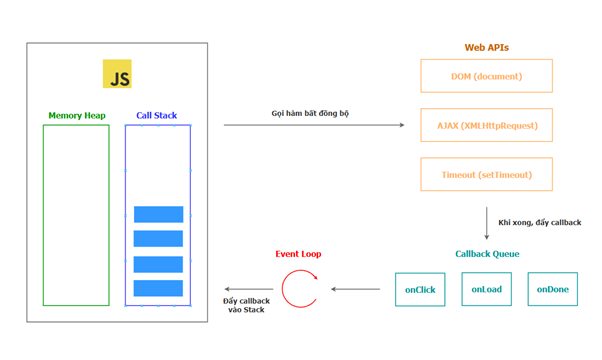 Web APIs
JS
DOM (document)
Gọi hàm bất đồng bộ
Memory Heap
Call Stack
AJAX (XMLHttpRequest)
Timeout (setTimeout)
Khi xong, đẩy callback
Event Loop
Callback Queue
onClick
onLoad
onDone
Đẩy callback
vào Stack